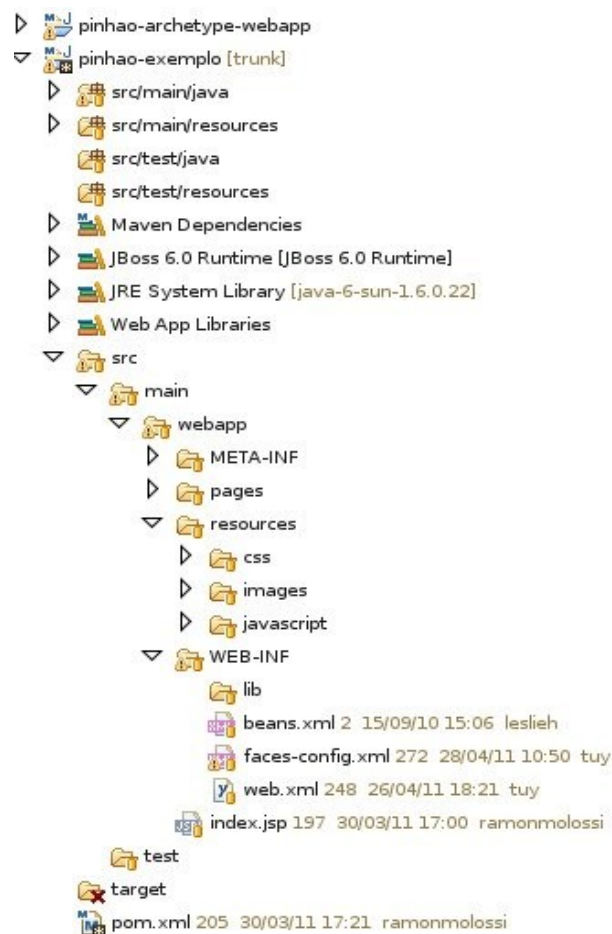 pinhao-archetype-webapp
pinhao-exemplo [trunk]
src/main/java
src/main/resources
src/test/java
src/test/resources
Maven Dependencies
JBoss 6.0 Runtime [JBoss 6.0 Runtime]
JRE System Library [java-6-sun-1.6.0.22]
Web App Libraries
src
main
webapp
META-INF
pages
resources
css
images
javascript
WEB-INF
lib
beans.xml 2 15/09/10 15:06 leslieh
faces-config.xml 272 28/04/11 10:50 tuy
web.xml 248 26/04/11 18:21 tuy
index.jsp 197 30/03/11 17:00 ramonmolossi
test
target
pom.xml 205 30/03/11 17:21 ramonmolossi